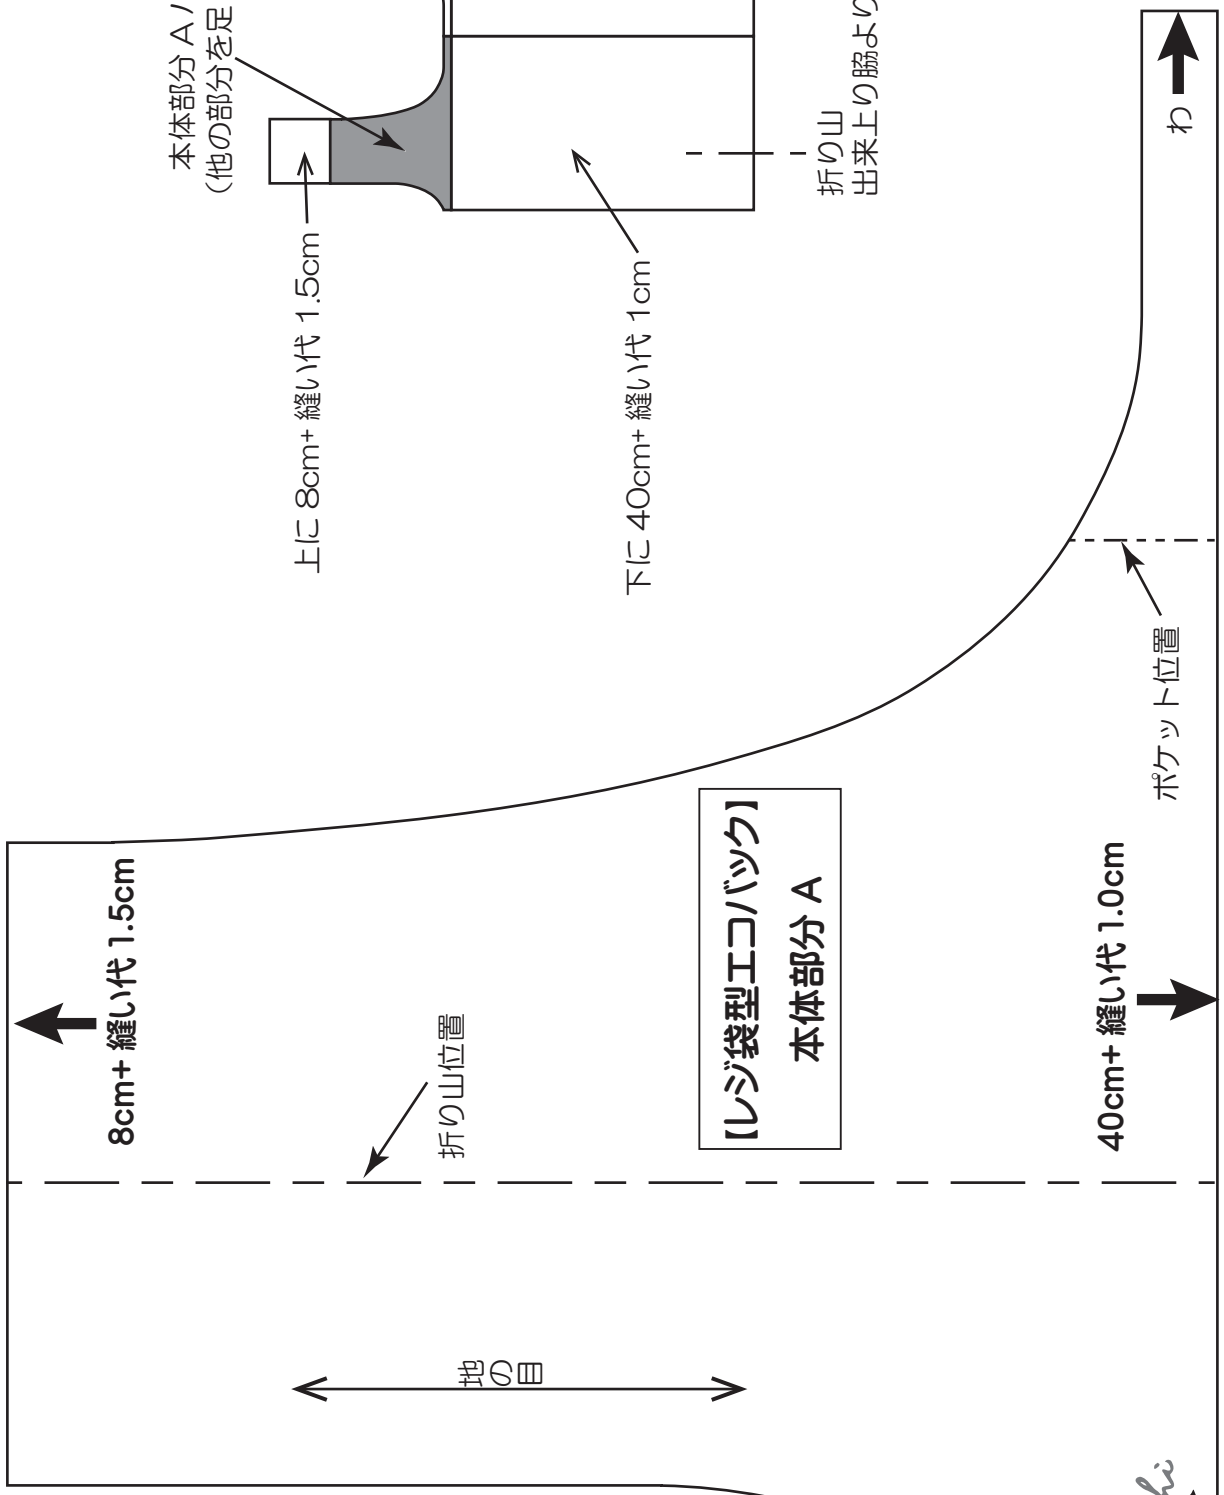 本体部分 A
(他の部分を足
上に 8cm+ 縫い代 1.5cm
下に 40cm+ 縫い代 1cm
折り山
出来上り脇より
わ
ポケット位置
8cm+ 縫い代 1.5cm
折り山位置
【レジ袋型エコバック】
本体部分 A
40cm+ 縫い代 1.0cm
地の目
hi